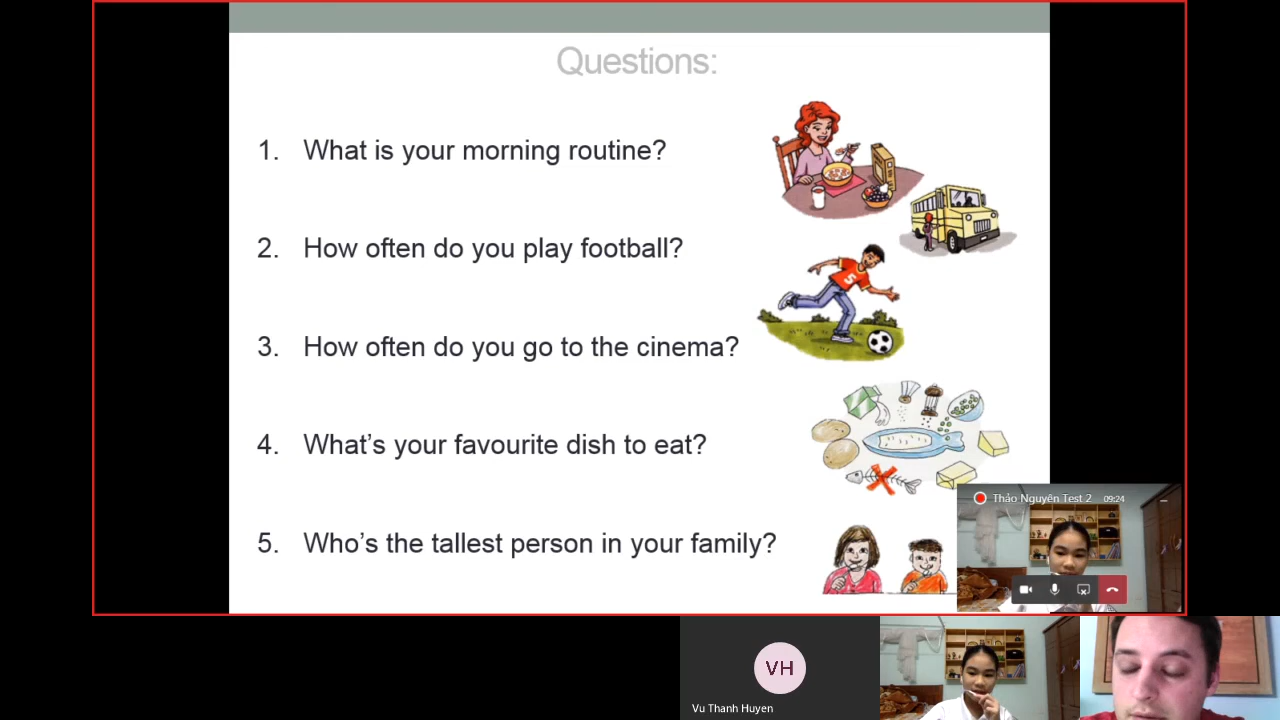 Questions:
1. What is your morning routine?
2. How often do you play football?
3. How often do you go to the cinema?
4. What's your favourite dish to eat?
5. Who's the tallest person in your family?
5
Thảo Nguyên Test 2 09:24
VH
Vu Thanh Huyen